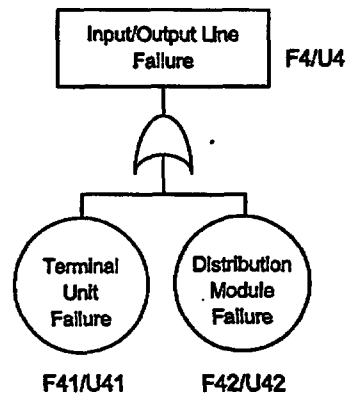 Input/Output Line
Failure
F4/U4
Terminal
Unit
Failure
Distribution
Module
Failure
F41/U41
F42/U42